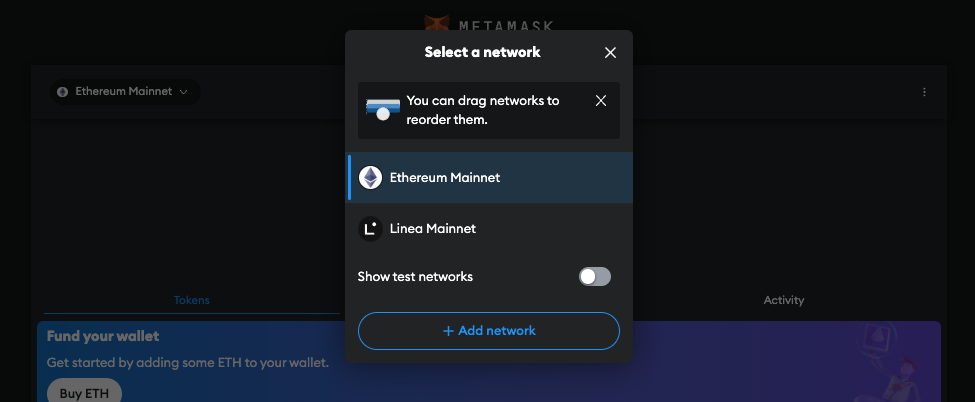 METAMASK
Select a network
Ethereum Mainnet
You can drag networks to
reorder them.
Ethereum Mainnet
Linea Mainnet
Show test networks
Tokens
Activity
+ Add network
Fund your wallet
Get started by adding some ETH to your wallet.
Buy ETH